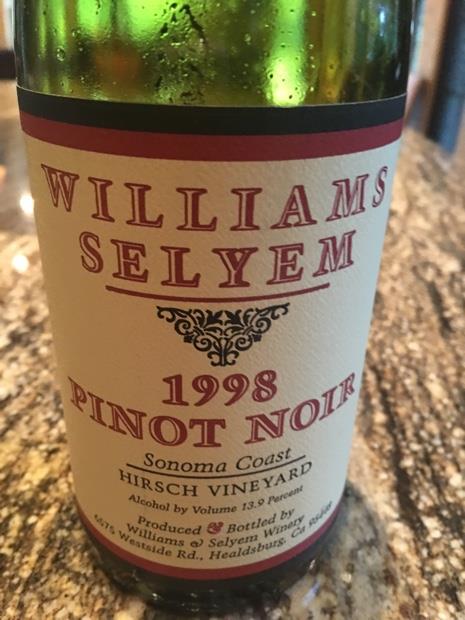 WILLIAMS
SELYEM
1998
PINOT NOIR
Sonoma Coast
HIRSCH VINEYARD
Alcohol by Volume 13.9 Percent
Produced & Bottled by
Williams & Selyem Winery
6575 Westside Rd., Healdsburg, Ca 95448